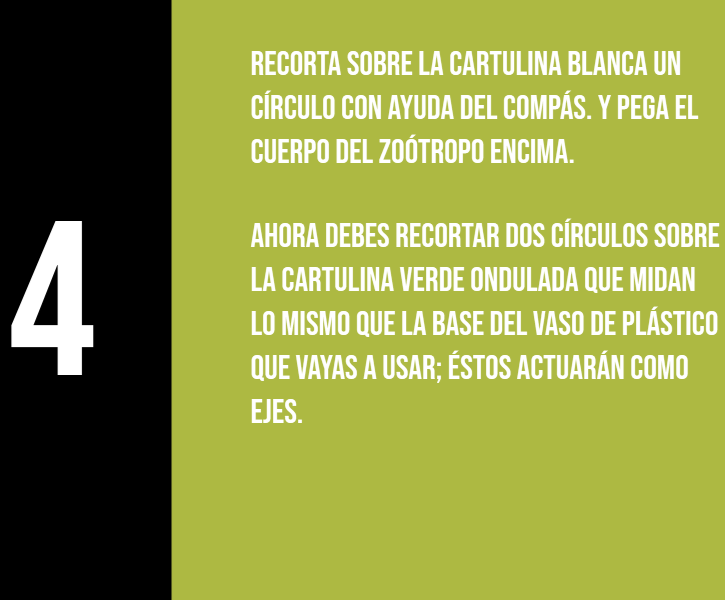 4
RECORTA SOBRE LA CARTULINA BLANCA UN
CÍRCULO CON AYUDA DEL COMPÁS. Y PEGA EL
CUERPO DEL ZOÓTROPO ENCIMA.
AHORA DEBES RECORTAR DOS CÍRCULOS SOBRE
LA CARTULINA VERDE ONDULADA QUE MIDAN
LO MISMO QUE LA BASE DEL VASO DE PLÁSTICO
QUE VAYAS A USAR; ÉSTOS ACTUARÁN COMO
EJES.